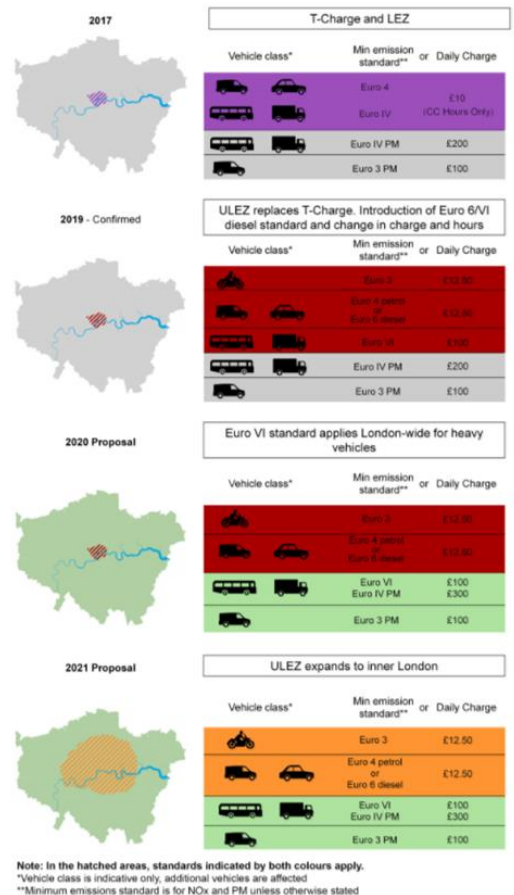 2017
T-Charge and LEZ
Vehicle class* Min emission standard** or Daily Charge
Euro 4
Euro IV
£10
(CC Hours Only)
Euro IV PM £200
Euro 3 PM £100
2019 - Confirmed
ULEZ replaces T-Charge. Introduction of Euro 6/VI
diesel standard and change in charge and hours
Vehicle class* Min emission standard** or Daily Charge
Euro 3 £12.50
Euro 4 petrol
or
Euro 6 diesel
£12.50
Euro VI £100
Euro IV PM £200
Euro 3 PM £100
2020 Proposal
Euro VI standard applies London-wide for heavy
vehicles
Vehicle class* Min emission standard** or Daily Charge
Euro 3 £12.50
Euro 4 petrol
or
Euro 6 diesel
£12.50
Euro VI £100
Euro IV PM £300
Euro 3 PM £100
2021 Proposal
ULEZ expands to inner London
Vehicle class* Min emission standard** or Daily Charge
Euro 3 £12.50
Euro 4 petrol
or
Euro 6 diesel
£12.50
Euro VI £100
Euro IV PM £300
Euro 3 PM £100
Note: In the hatched areas, standards indicated by both colours apply.
*Vehicle class is indicative only, additional vehicles are affected
**Minimum emissions standard is for NOx and PM unless otherwise stated